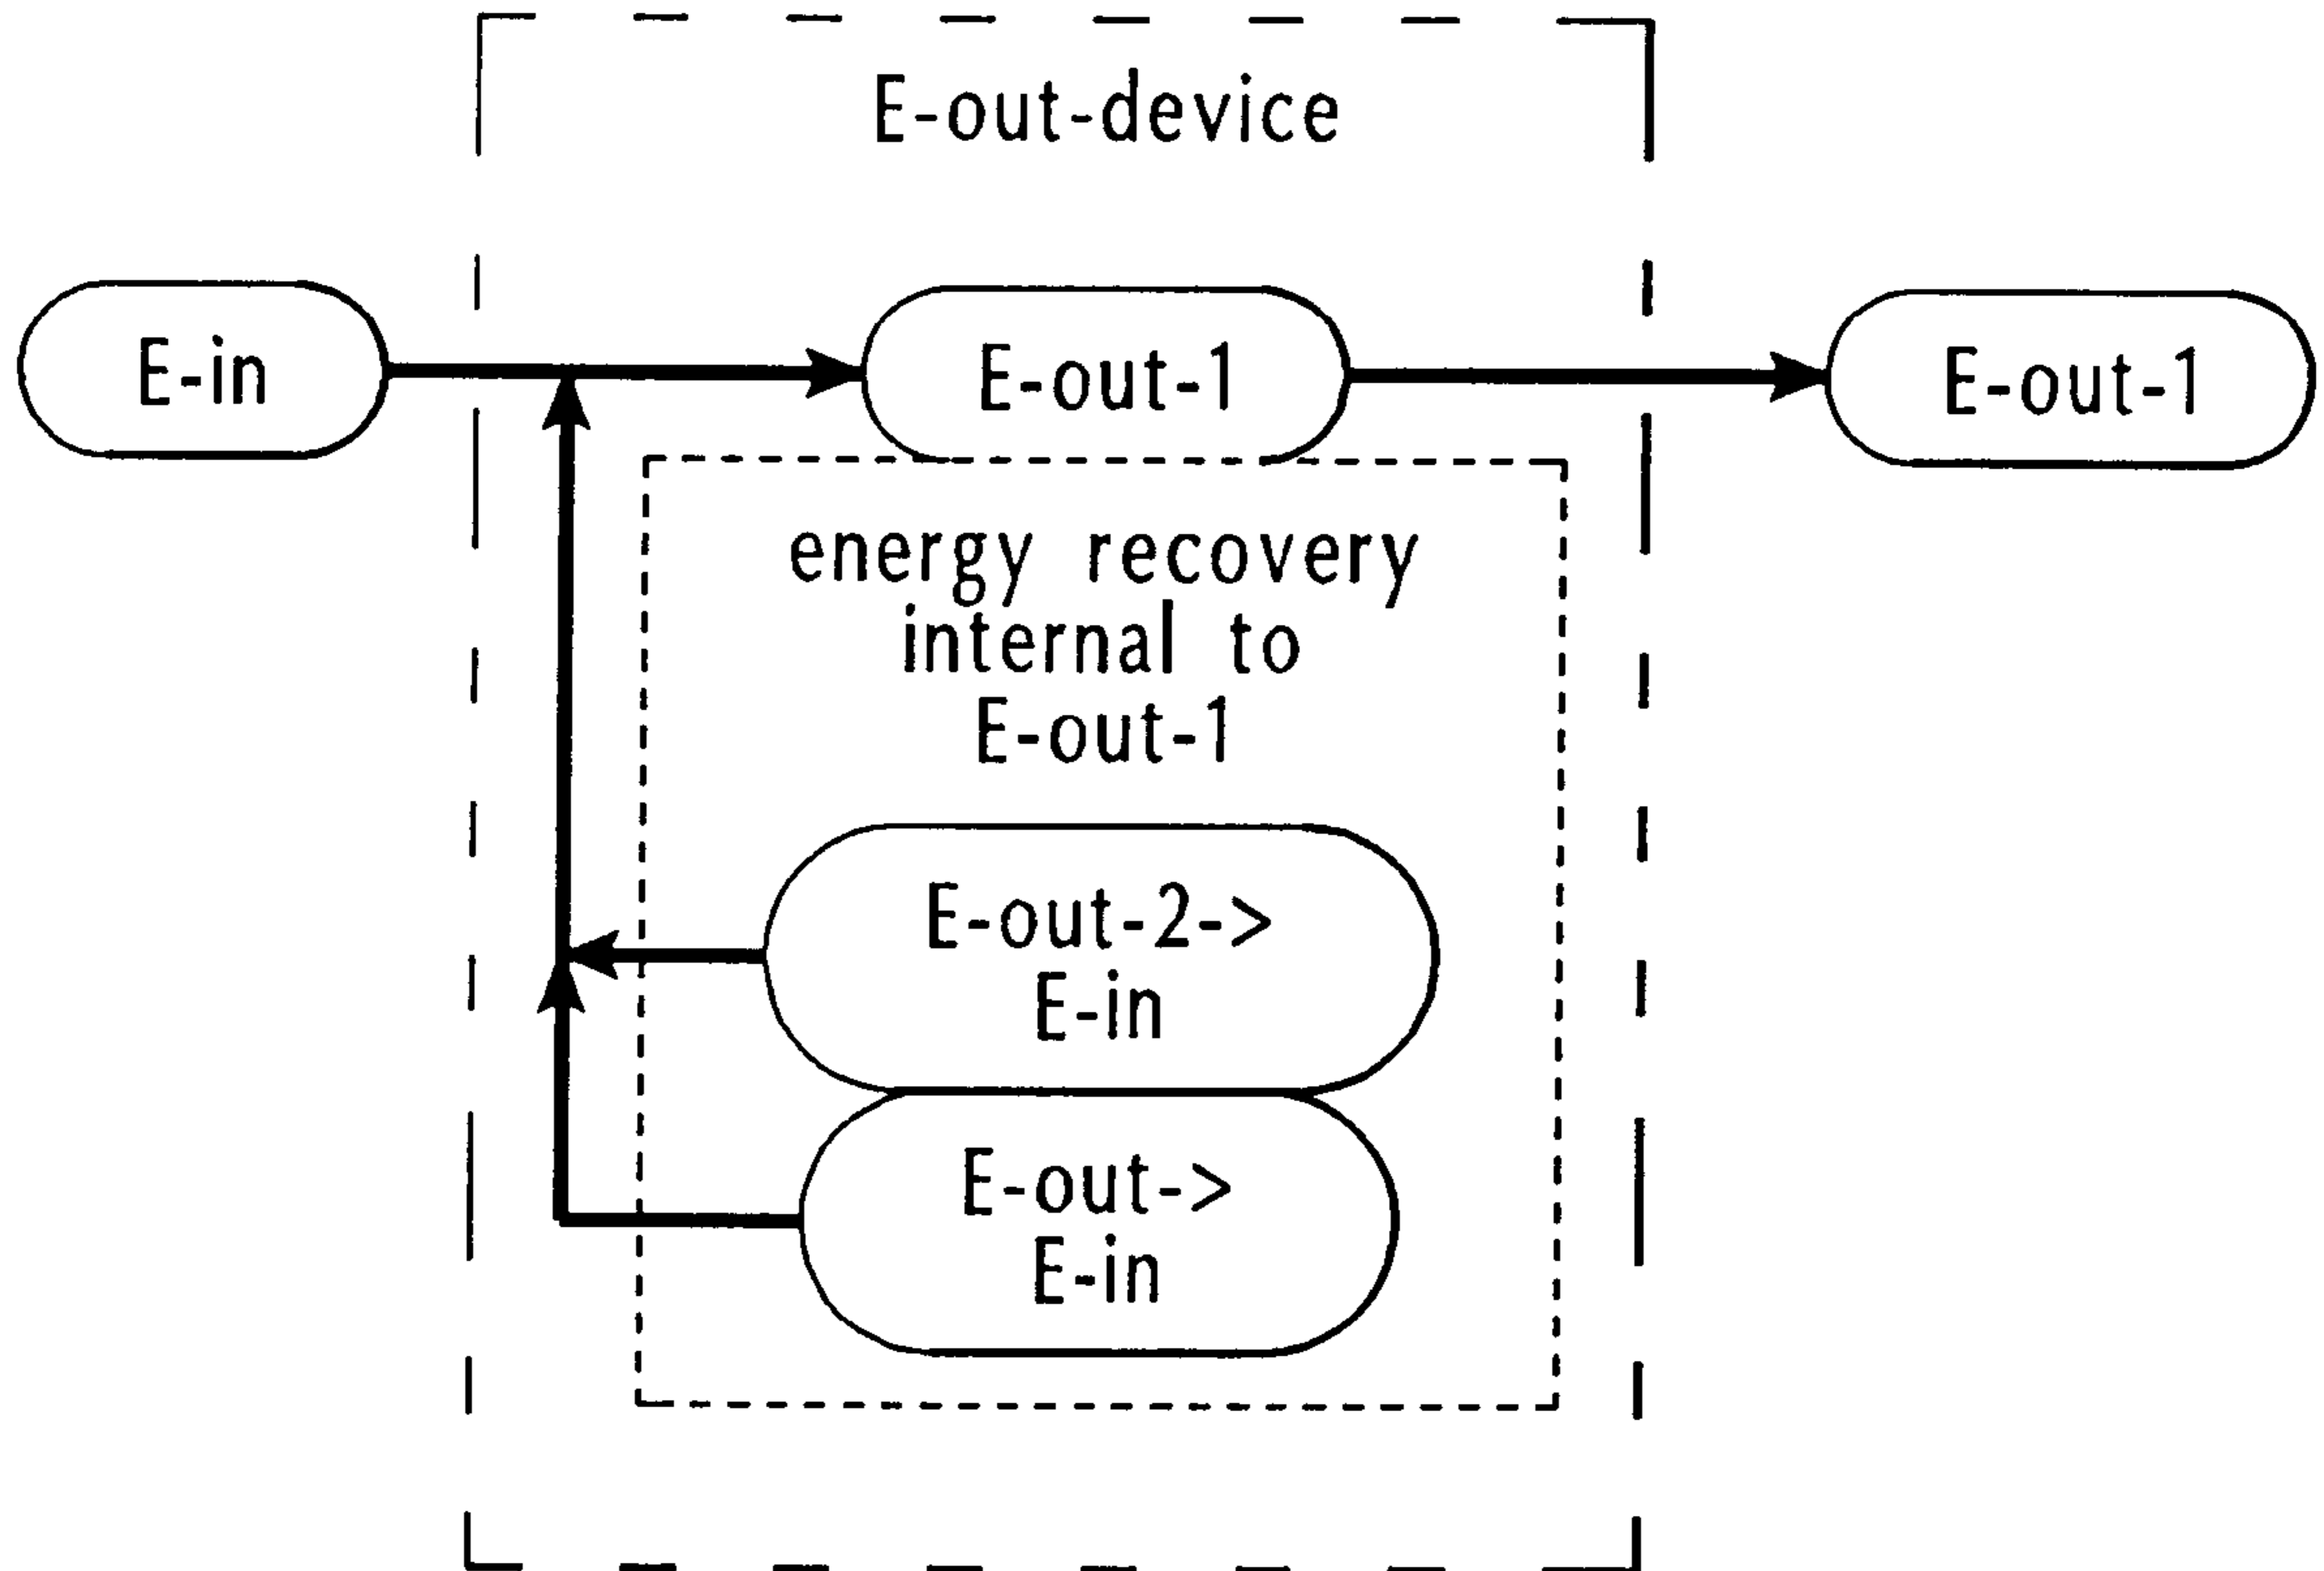 E-out-device
E-in
E-out-1
E-out-1
energy recovery
internal to
E-out-1
E-out-2->
E-in
E-out->
E-in